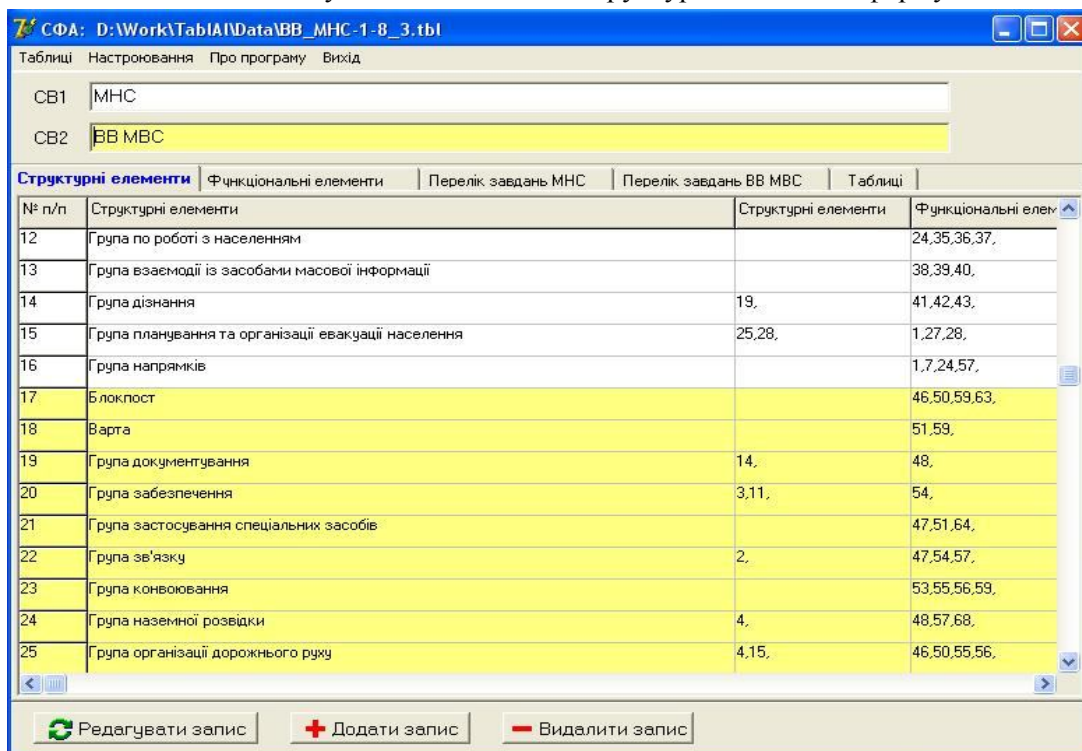 СФА: D:\Work\TablAI\Data\BB_MHC-1-8_3.tbl
Таблиці Настроювання Про програму Вихід
СВ1 МНС
СВ2 ВВ МВС
Структурні елементи Функціональні елементи Перелік завдань МНС Перелік завдань ВВ МВС Таблиці
№ п/п Структурні елементи Структурні елементи Функціональні елем
12 Група по роботі з населенням 24,35,36,37,
13 Група взаємодії із засобами масової інформації 38,39,40,
14 Група дізнання 19, 41,42,43,
15 Група планування та організації евакуації населення 25,28, 1,27,28,
16 Група напрямків 1,7,24,57,
17 Блокпост 46,50,59,63,
18 Варта 51,59,
19 Група документування 14, 48,
20 Група забезпечення 3,11, 54,
21 Група застосування спеціальних засобів 47,51,64,
22 Група зв'язку 2, 47,54,57,
23 Група конвоювання 53,55,56,59,
24 Група наземної розвідки 4, 48,57,68,
25 Група організації дорожнього руху 4,15, 46,50,55,56,
Редагувати запис Додати запис Видалити запис